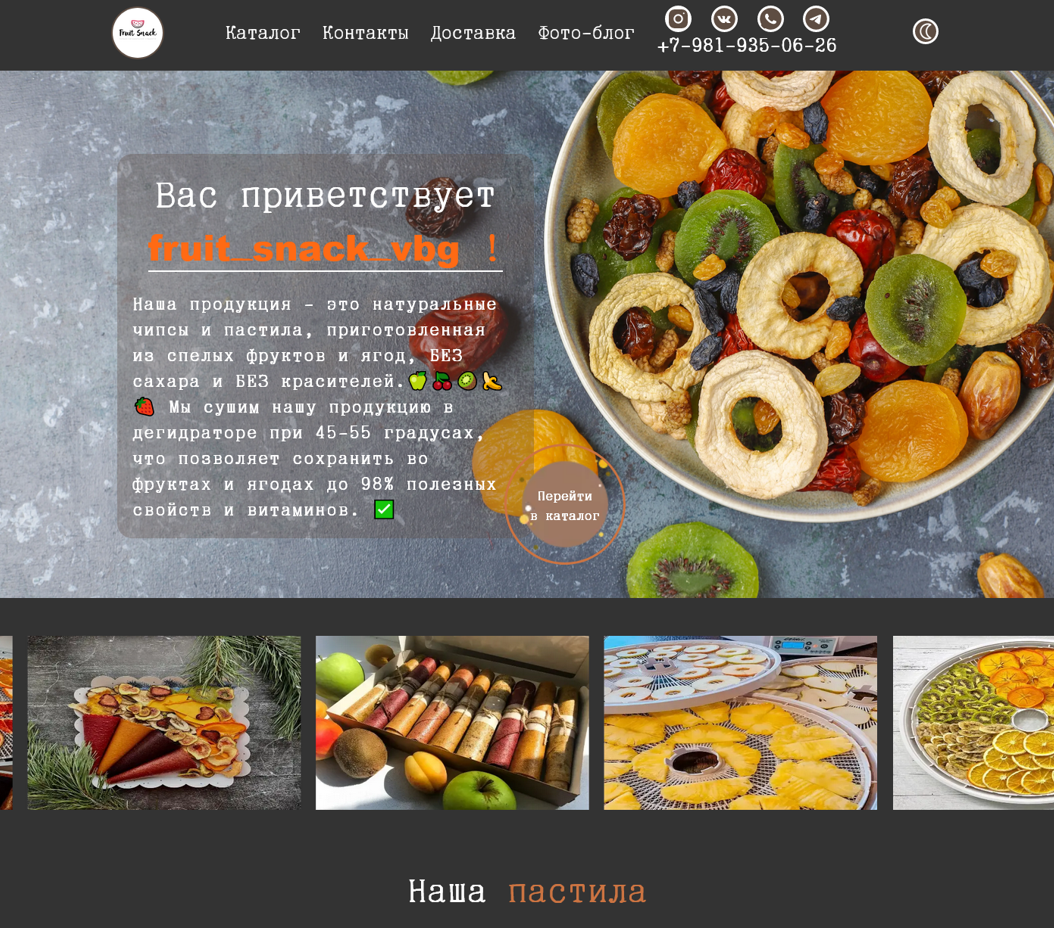 Fruit Snack
Каталог Контакты Доставка Фото-блог
+7-981-935-06-26
Вас приветствует
fruit_snack_vbg !
Наша продукция - это натуральные
чипсы и пастила, приготовленная
из спелых фруктов и ягод, БЕЗ
сахара и БЕЗ красителей.🍏🍒🥝🍌
🍓 Мы сушим нашу продукцию в
дегидраторе при 45-55 градусах,
что позволяет сохранить во
фруктах и ягодах до 98% полезных
свойств и витаминов. ✅
Перейти
в каталог
Наша пастила